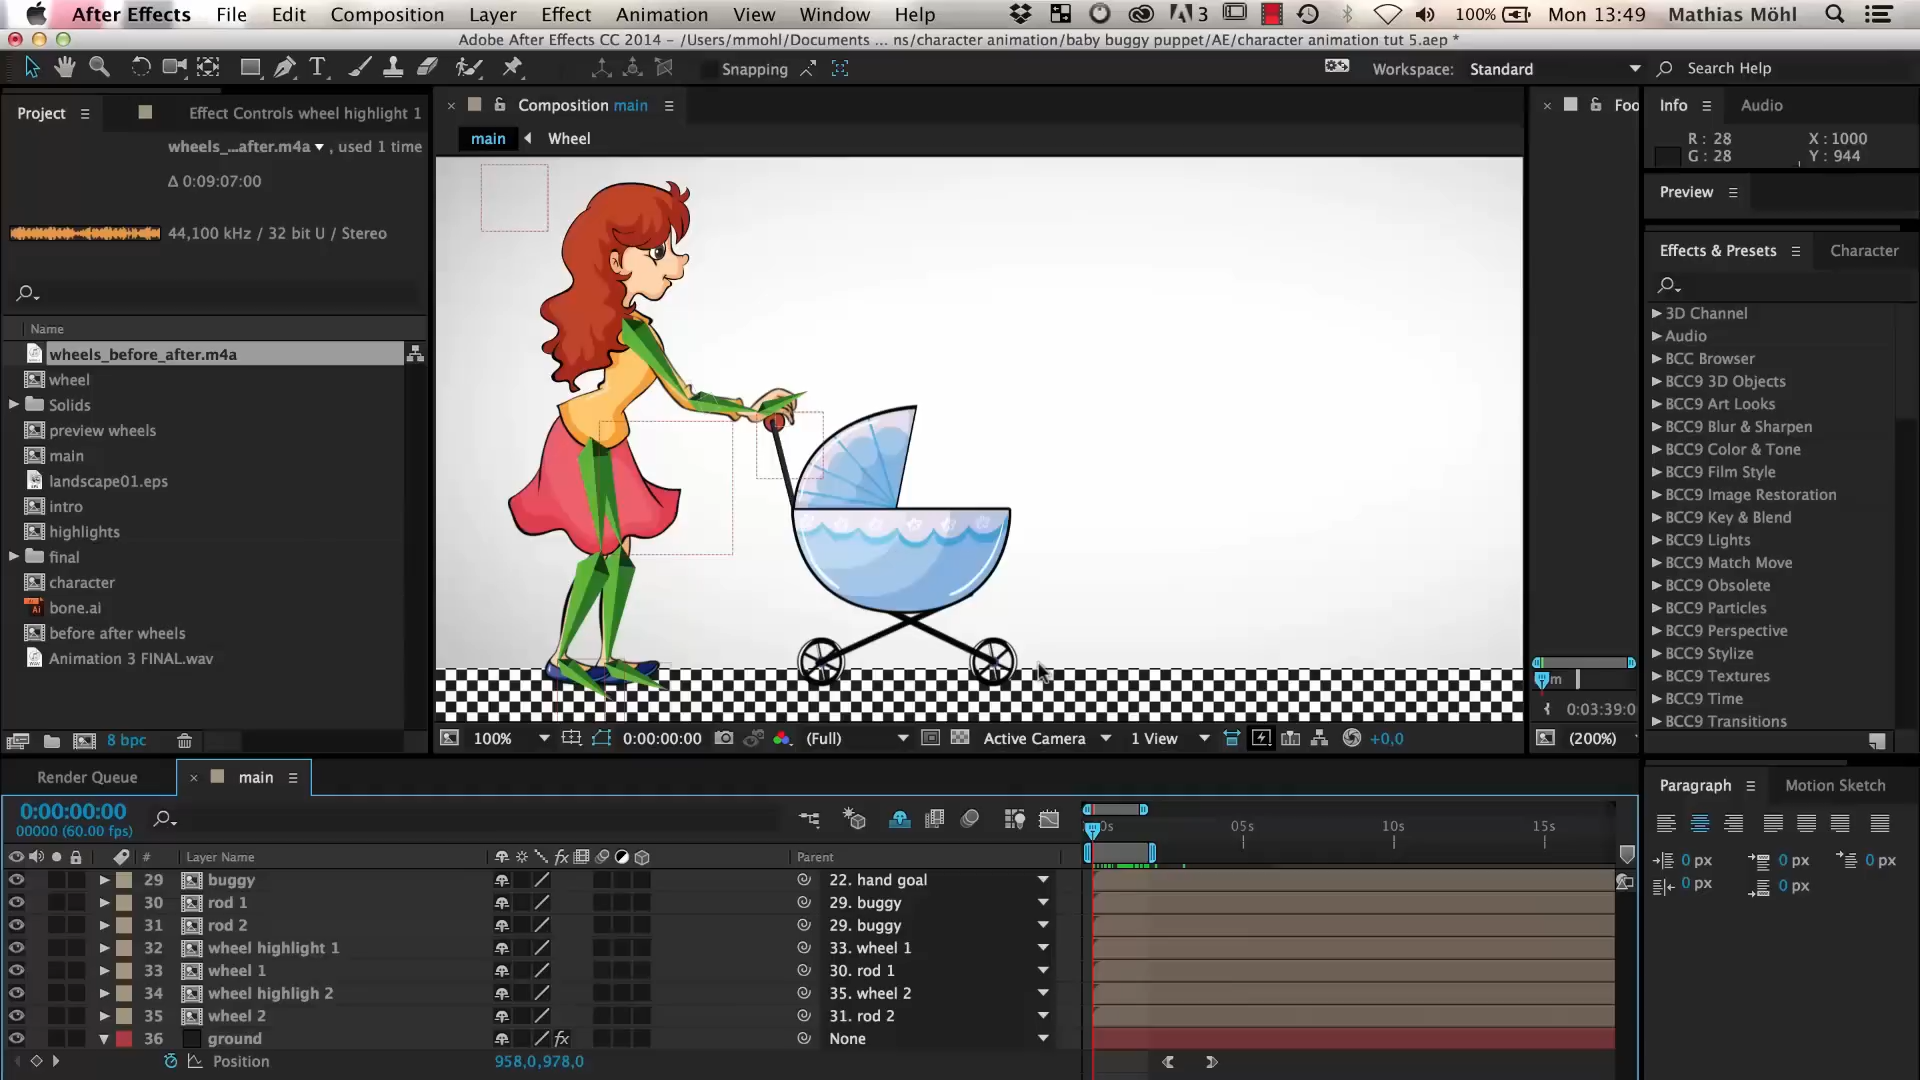 After Effects File Edit Composition Layer Effect Animation View Window Help 3 100% Mon 13:49 Mathias Möhl
Adobe After Effects CC 2014 - /Users/mmohl/Documents ... ns/character animation/baby buggy puppet/AE/character animation tut 5.aep *
Snapping Workspace: Standard Search Help
Project Effect Controls wheel highlight 1
wheels_...after.m4a , used 1 time
Δ 0:09:07:00
44,100 kHz / 32 bit U / Stereo
Name
wheels_before_after.m4a
wheel
Solids
preview wheels
main
landscape01.eps
intro
highlights
final
character
bone.ai
before after wheels
Animation 3 FINAL.wav
8 bpc
Composition main
main Wheel
100% 0:00:00:00 (Full) Active Camera 1 View +0,0
Foo
0:03:39:0
(200%)
Info Audio
R : 28 X : 1000
G : 28 Y : 944
Preview
Effects & Presets Character
3D Channel
Audio
BCC Browser
BCC9 3D Objects
BCC9 Art Looks
BCC9 Blur & Sharpen
BCC9 Color & Tone
BCC9 Film Style
BCC9 Image Restoration
BCC9 Key & Blend
BCC9 Lights
BCC9 Match Move
BCC9 Obsolete
BCC9 Particles
BCC9 Perspective
BCC9 Stylize
BCC9 Textures
BCC9 Time
BCC9 Transitions
Render Queue main
0:00:00:00
00000 (60.00 fps)
0s 05s 10s 15s
# Layer Name fx Parent
29 buggy 22. hand goal
30 rod 1 29. buggy
31 rod 2 29. buggy
32 wheel highlight 1 33. wheel 1
33 wheel 1 30. rod 1
34 wheel highligh 2 35. wheel 2
35 wheel 2 31. rod 2
36 ground fx None
Position 958,0,978,0
Paragraph Motion Sketch
0 px 0 px 0 px
0 px 0 px